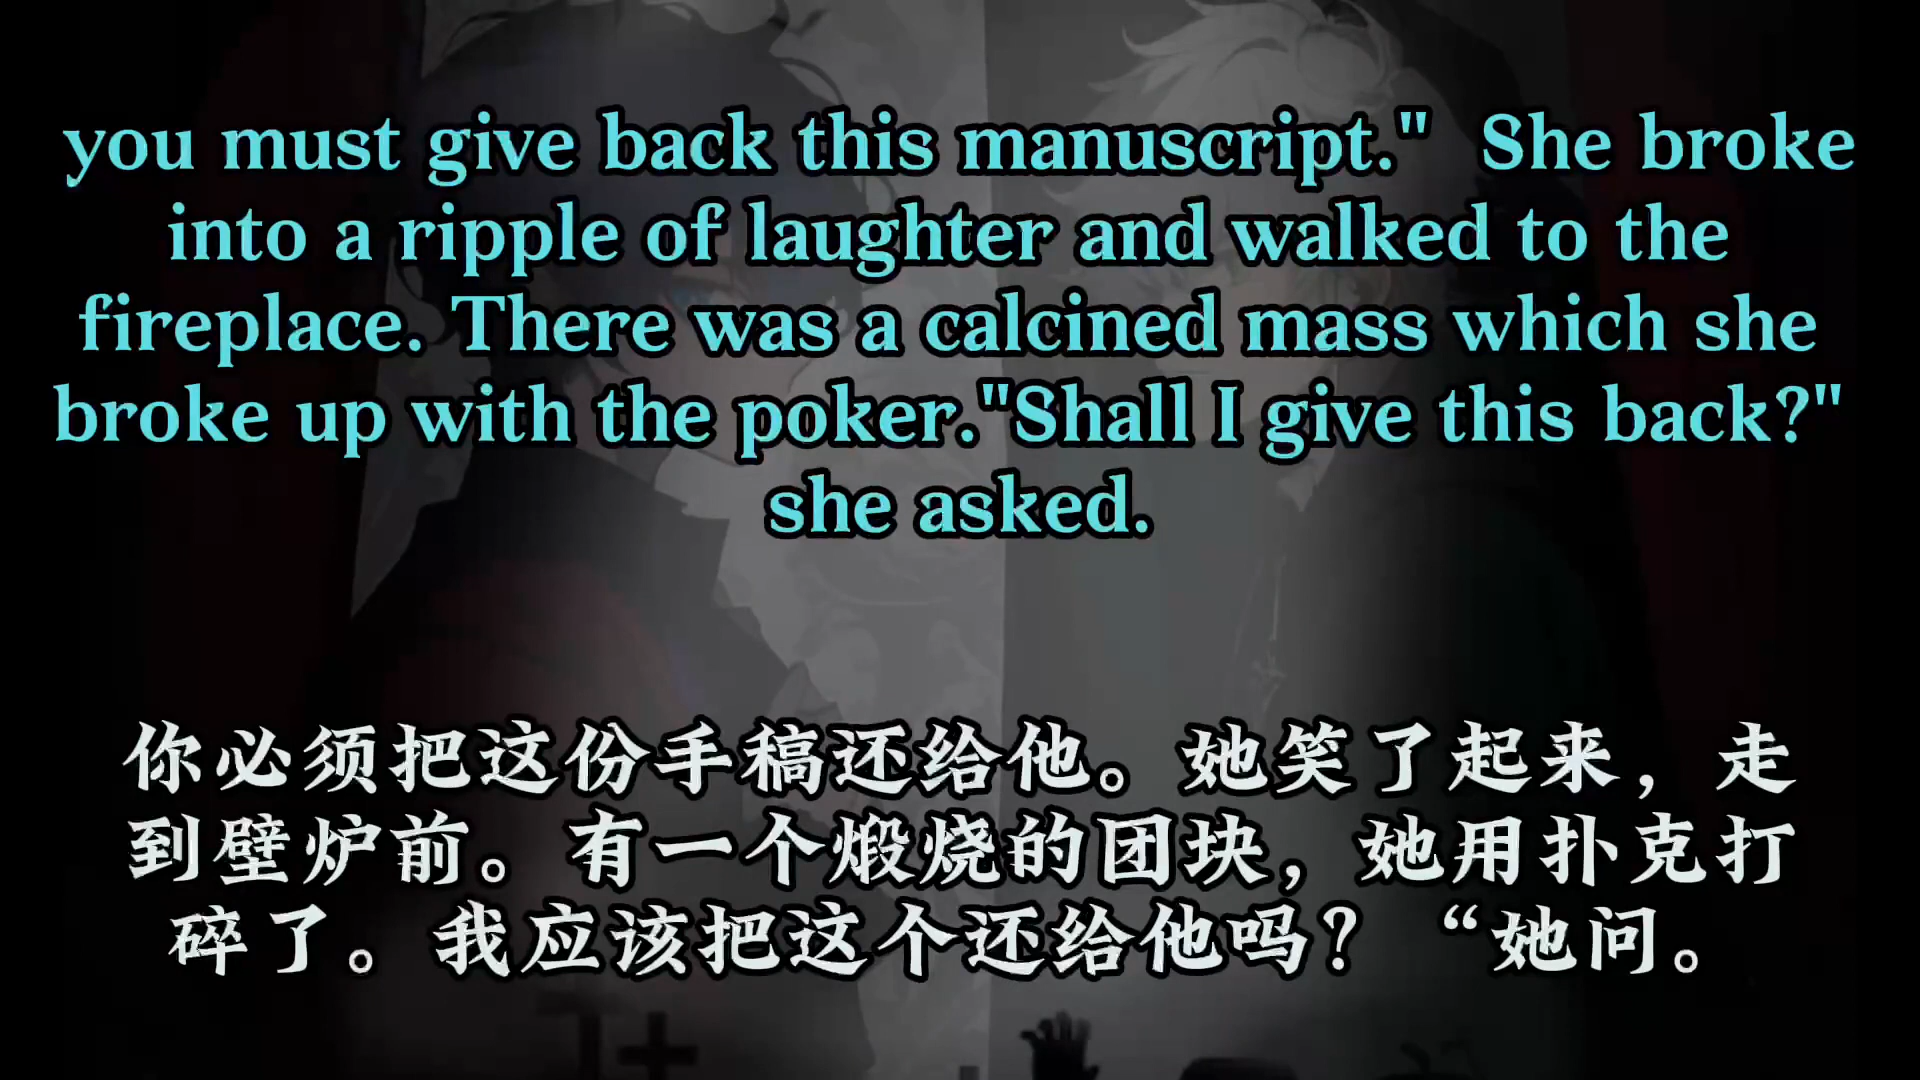 you must give back this manuscript."  She broke
into a ripple of laughter and walked to the
fireplace. There was a calcined mass which she
broke up with the poker."Shall I give this back?"
she asked.
你必须把这份手稿还给他。她笑了起来，走
到壁炉前。有一个煅烧的团块，她用扑克打
碎了。我应该把这个还给他吗？“她问。